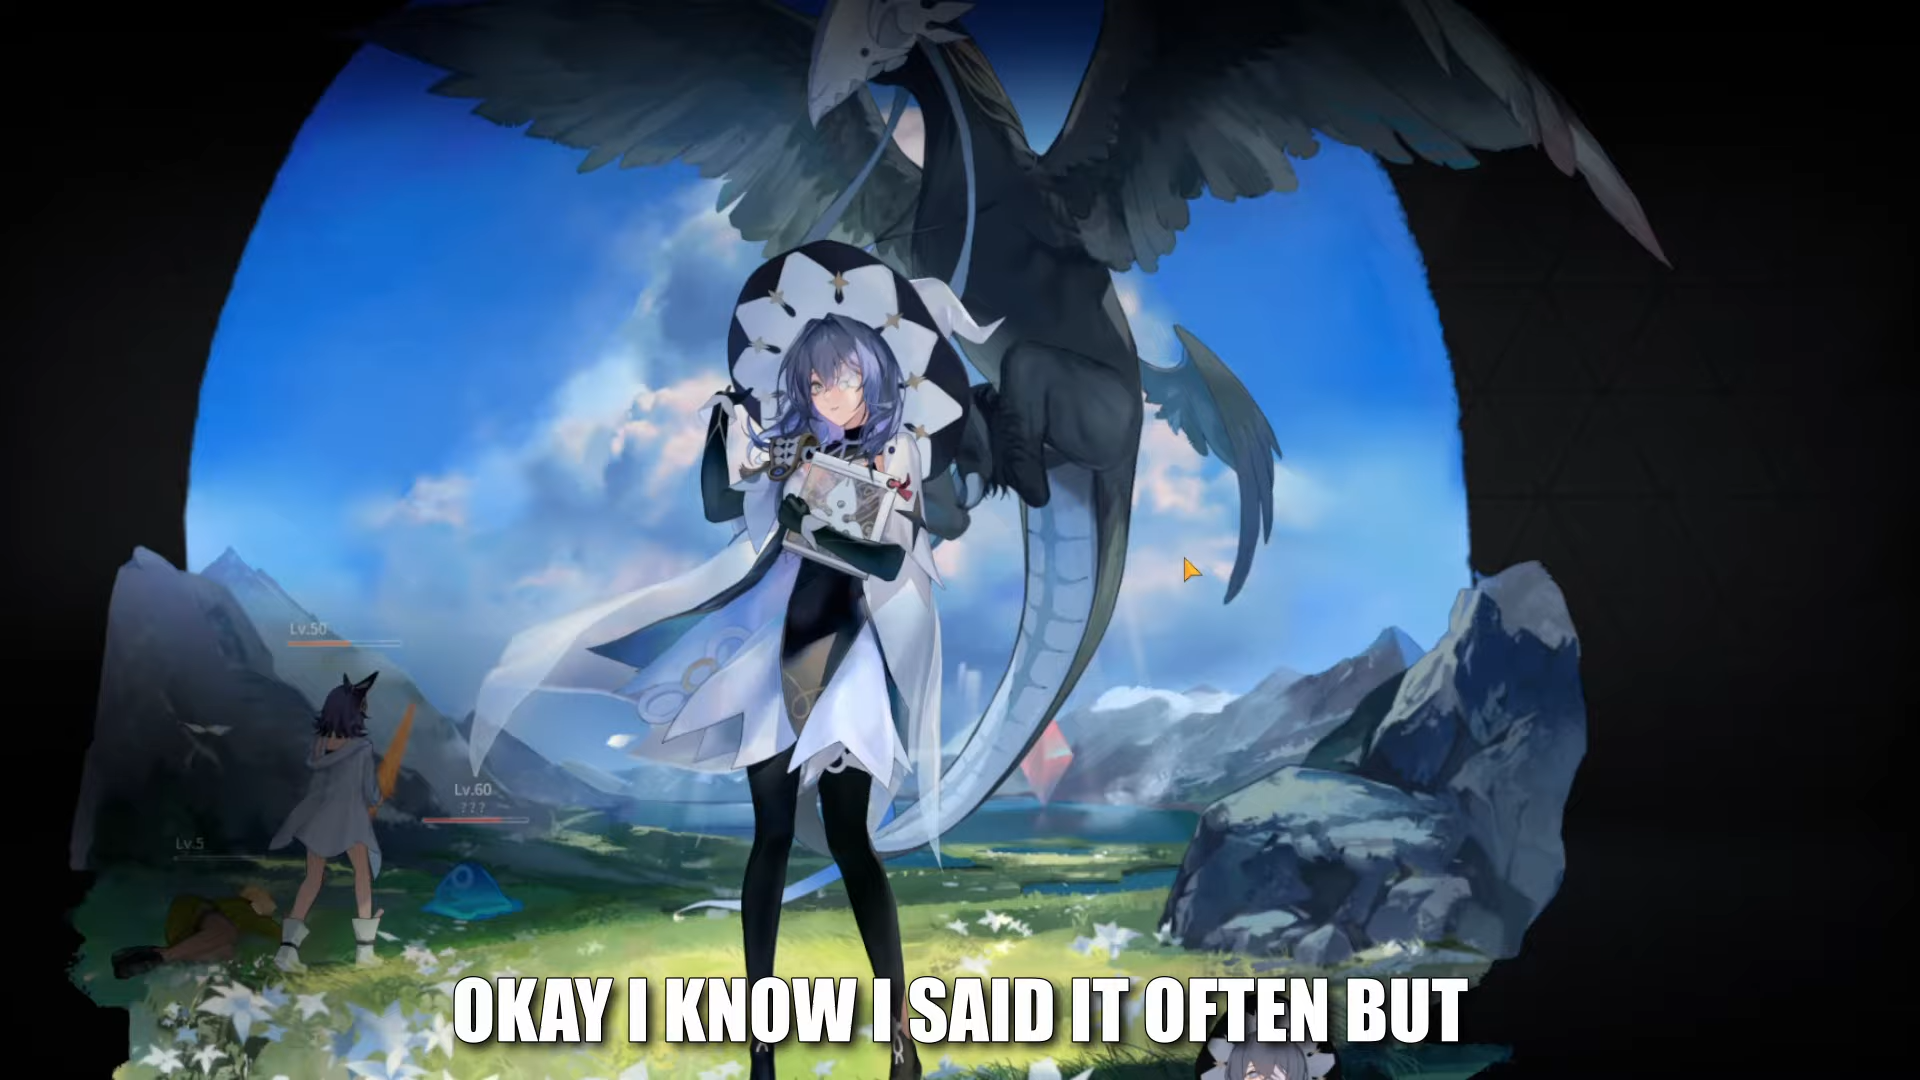 Lv.50
Lv.60
???
Lv.5
OKAY I KNOW I SAID IT OFTEN BUT